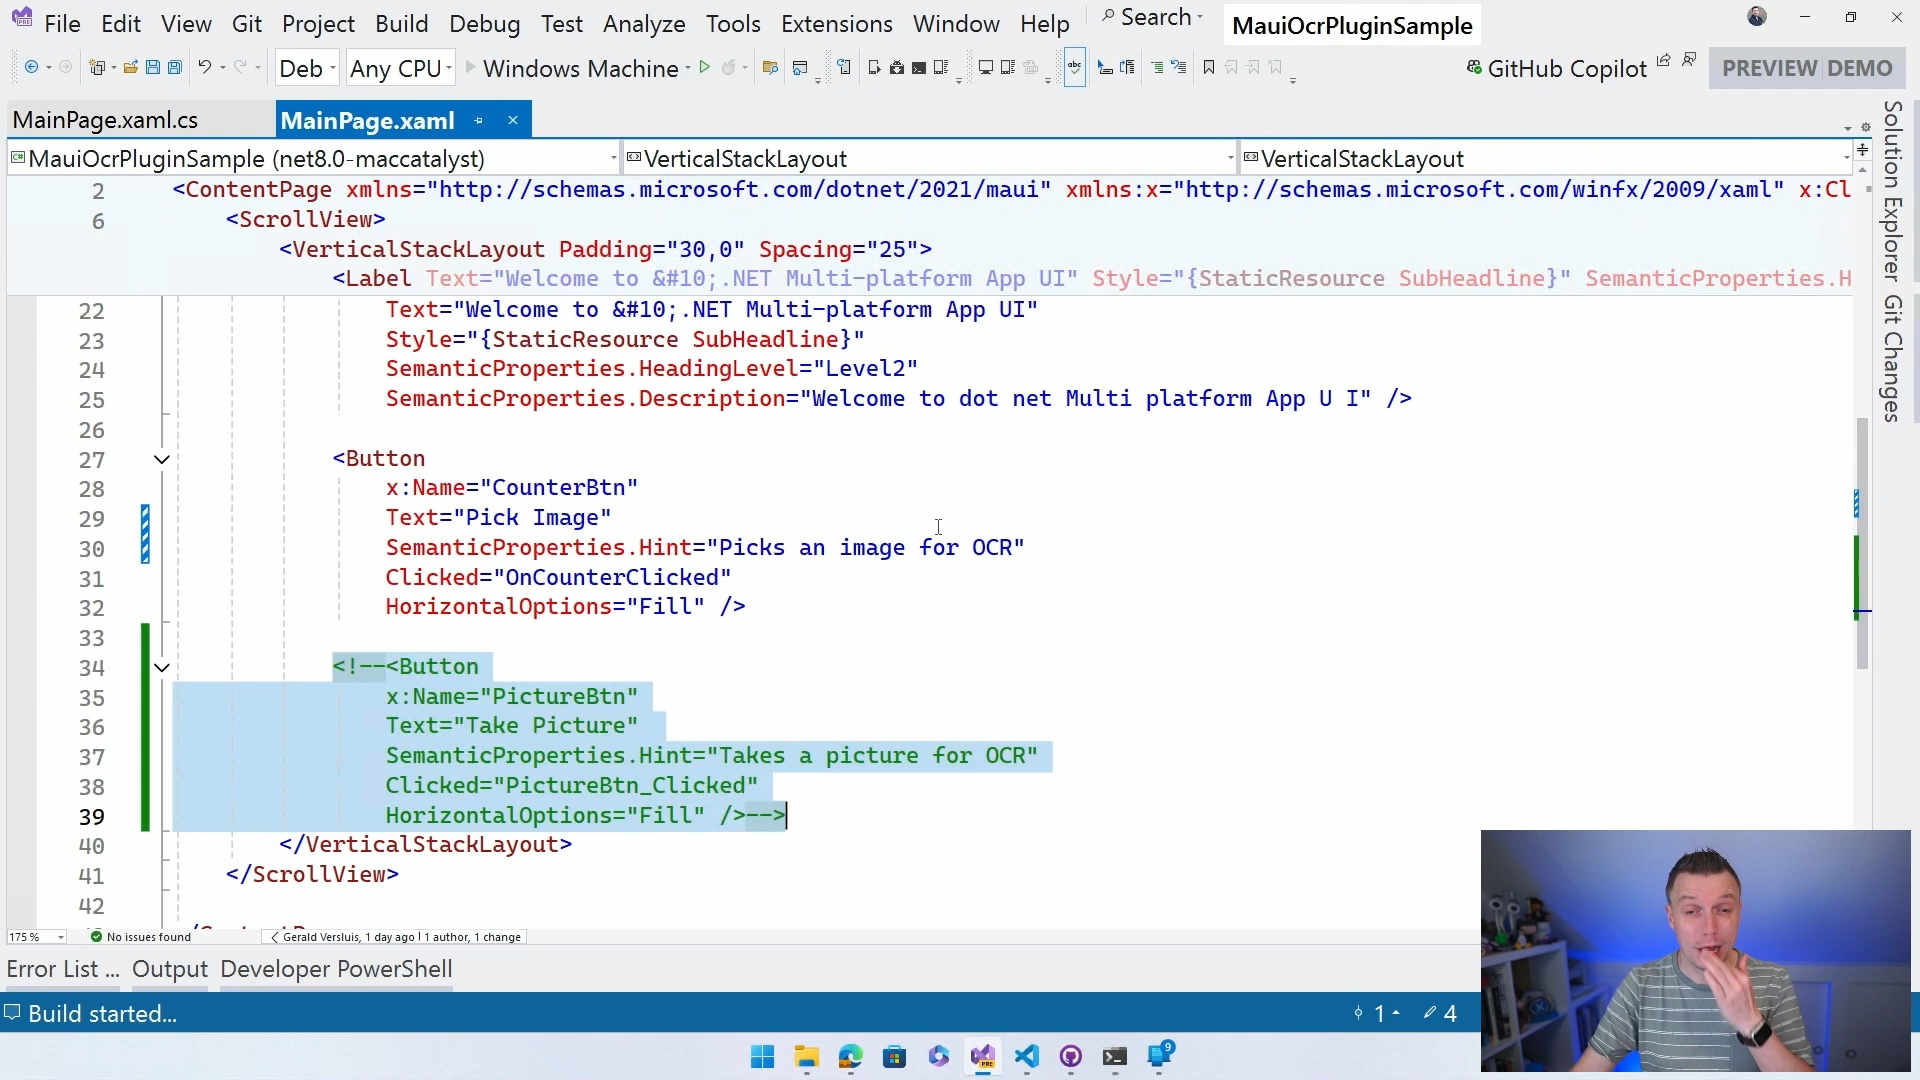 File Edit View Git Project Build Debug Test Analyze Tools Extensions Window Help Search MauiOcrPluginSample
Deb Any CPU Windows Machine GitHub Copilot PREVIEW DEMO
MainPage.xaml.cs MainPage.xaml
MauiOcrPluginSample (net8.0-maccatalyst) VerticalStackLayout VerticalStackLayout
2 <ContentPage xmlns="http://schemas.microsoft.com/dotnet/2021/maui" xmlns:x="http://schemas.microsoft.com/winfx/2009/xaml" x:Cl
6 <ScrollView>
<VerticalStackLayout Padding="30,0" Spacing="25">
<Label Text="Welcome to &#10;.NET Multi-platform App UI" Style="{StaticResource SubHeadline}" SemanticProperties.H
22 Text="Welcome to &#10;.NET Multi-platform App UI"
23 Style="{StaticResource SubHeadline}"
24 SemanticProperties.HeadingLevel="Level2"
25 SemanticProperties.Description="Welcome to dot net Multi platform App U I" />
26
27 <Button
28 x:Name="CounterBtn"
29 Text="Pick Image"
30 SemanticProperties.Hint="Picks an image for OCR"
31 Clicked="OnCounterClicked"
32 HorizontalOptions="Fill" />
33
34 <!--<Button
35 x:Name="PictureBtn"
36 Text="Take Picture"
37 SemanticProperties.Hint="Takes a picture for OCR"
38 Clicked="PictureBtn_Clicked"
39 HorizontalOptions="Fill" />-->
40 </VerticalStackLayout>
41 </ScrollView>
42
175 % No issues found Gerald Versluis, 1 day ago | 1 author, 1 change
Error List ... Output Developer PowerShell
Build started... 1 4
9
Solution Explorer
Git Changes